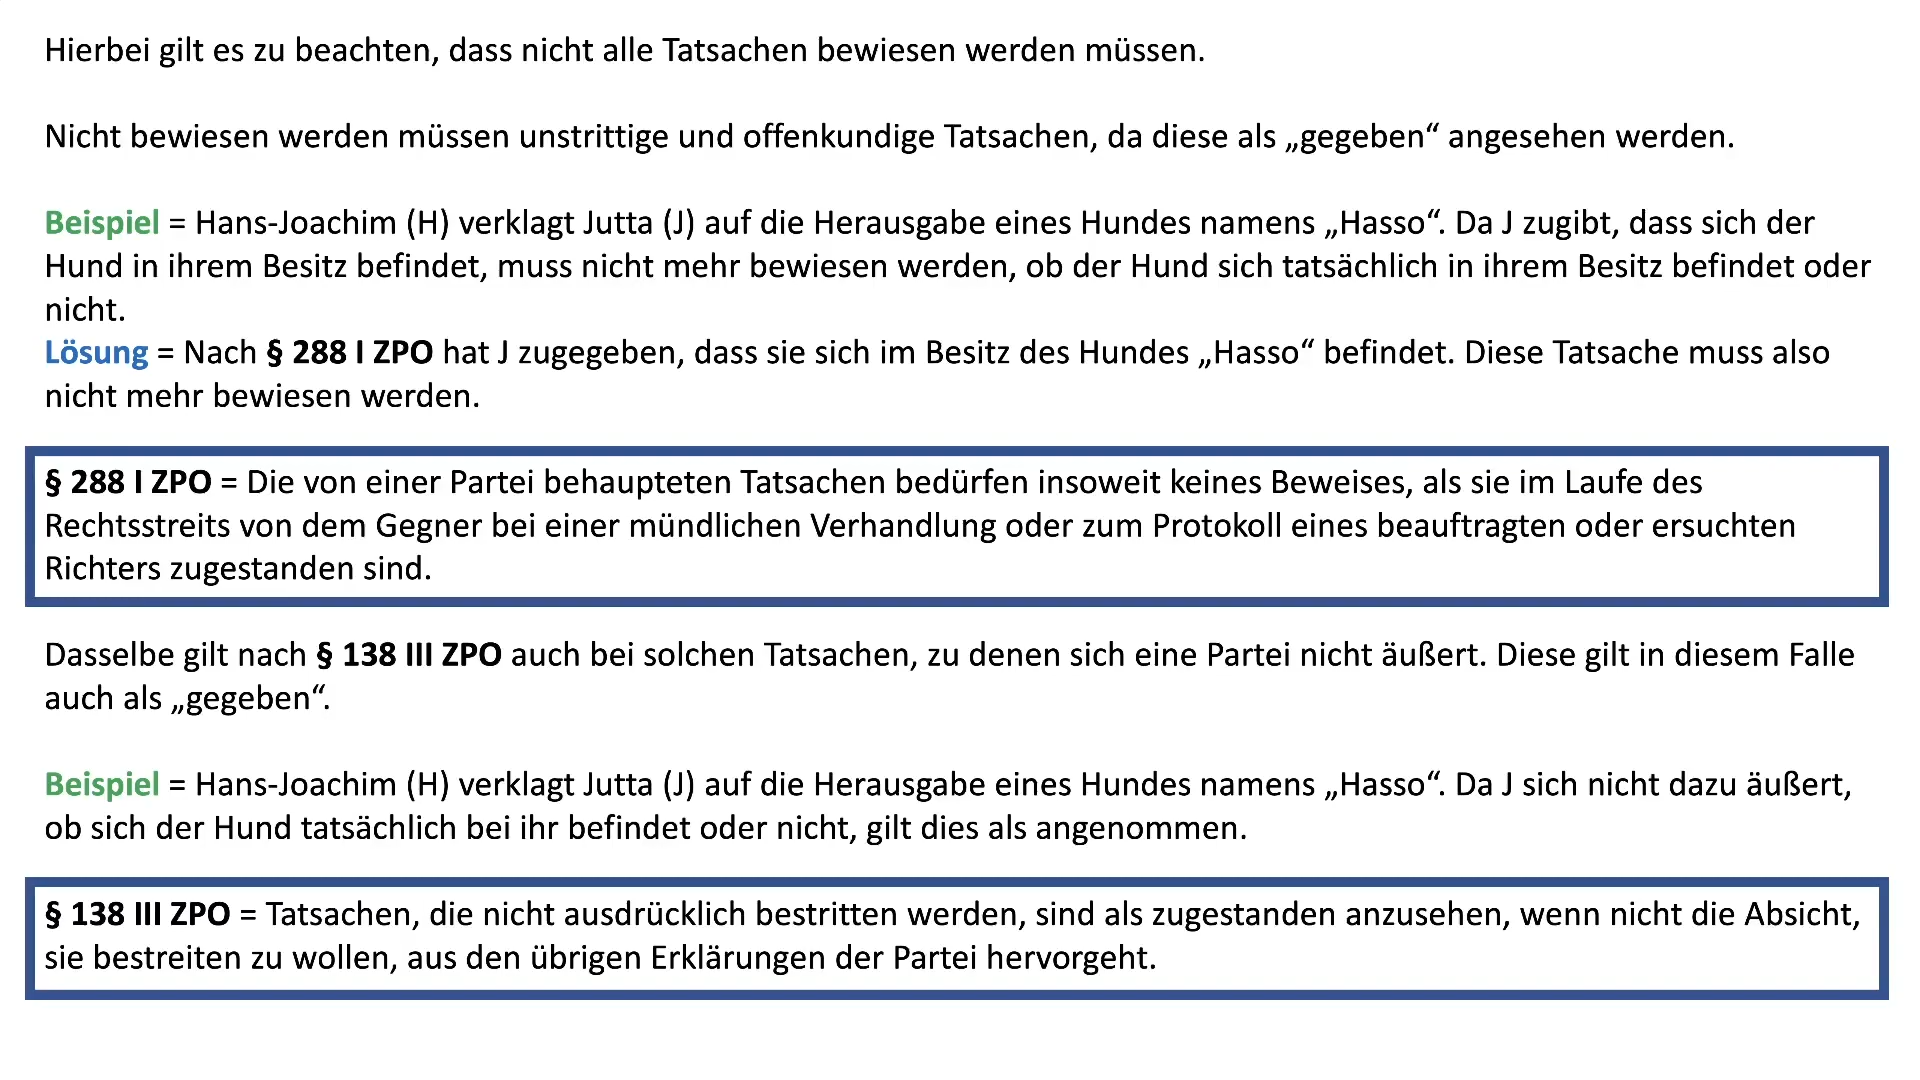 Hierbei gilt es zu beachten, dass nicht alle Tatsachen bewiesen werden müssen.
Nicht bewiesen werden müssen unstrittige und offenkundige Tatsachen, da diese als „gegeben“ angesehen werden.
Beispiel = Hans-Joachim (H) verklagt Jutta (J) auf die Herausgabe eines Hundes namens „Hasso“. Da J zugibt, dass sich der
Hund in ihrem Besitz befindet, muss nicht mehr bewiesen werden, ob der Hund sich tatsächlich in ihrem Besitz befindet oder
nicht.
Lösung = Nach § 288 I ZPO hat J zugegeben, dass sie sich im Besitz des Hundes „Hasso“ befindet. Diese Tatsache muss also
nicht mehr bewiesen werden.
§ 288 I ZPO = Die von einer Partei behaupteten Tatsachen bedürfen insoweit keines Beweises, als sie im Laufe des
Rechtsstreits von dem Gegner bei einer mündlichen Verhandlung oder zum Protokoll eines beauftragten oder ersuchten
Richters zugestanden sind.
Dasselbe gilt nach § 138 III ZPO auch bei solchen Tatsachen, zu denen sich eine Partei nicht äußert. Diese gilt in diesem Falle
auch als „gegeben“.
Beispiel = Hans-Joachim (H) verklagt Jutta (J) auf die Herausgabe eines Hundes namens „Hasso“. Da J sich nicht dazu äußert,
ob sich der Hund tatsächlich bei ihr befindet oder nicht, gilt dies als angenommen.
§ 138 III ZPO = Tatsachen, die nicht ausdrücklich bestritten werden, sind als zugestanden anzusehen, wenn nicht die Absicht,
sie bestreiten zu wollen, aus den übrigen Erklärungen der Partei hervorgeht.